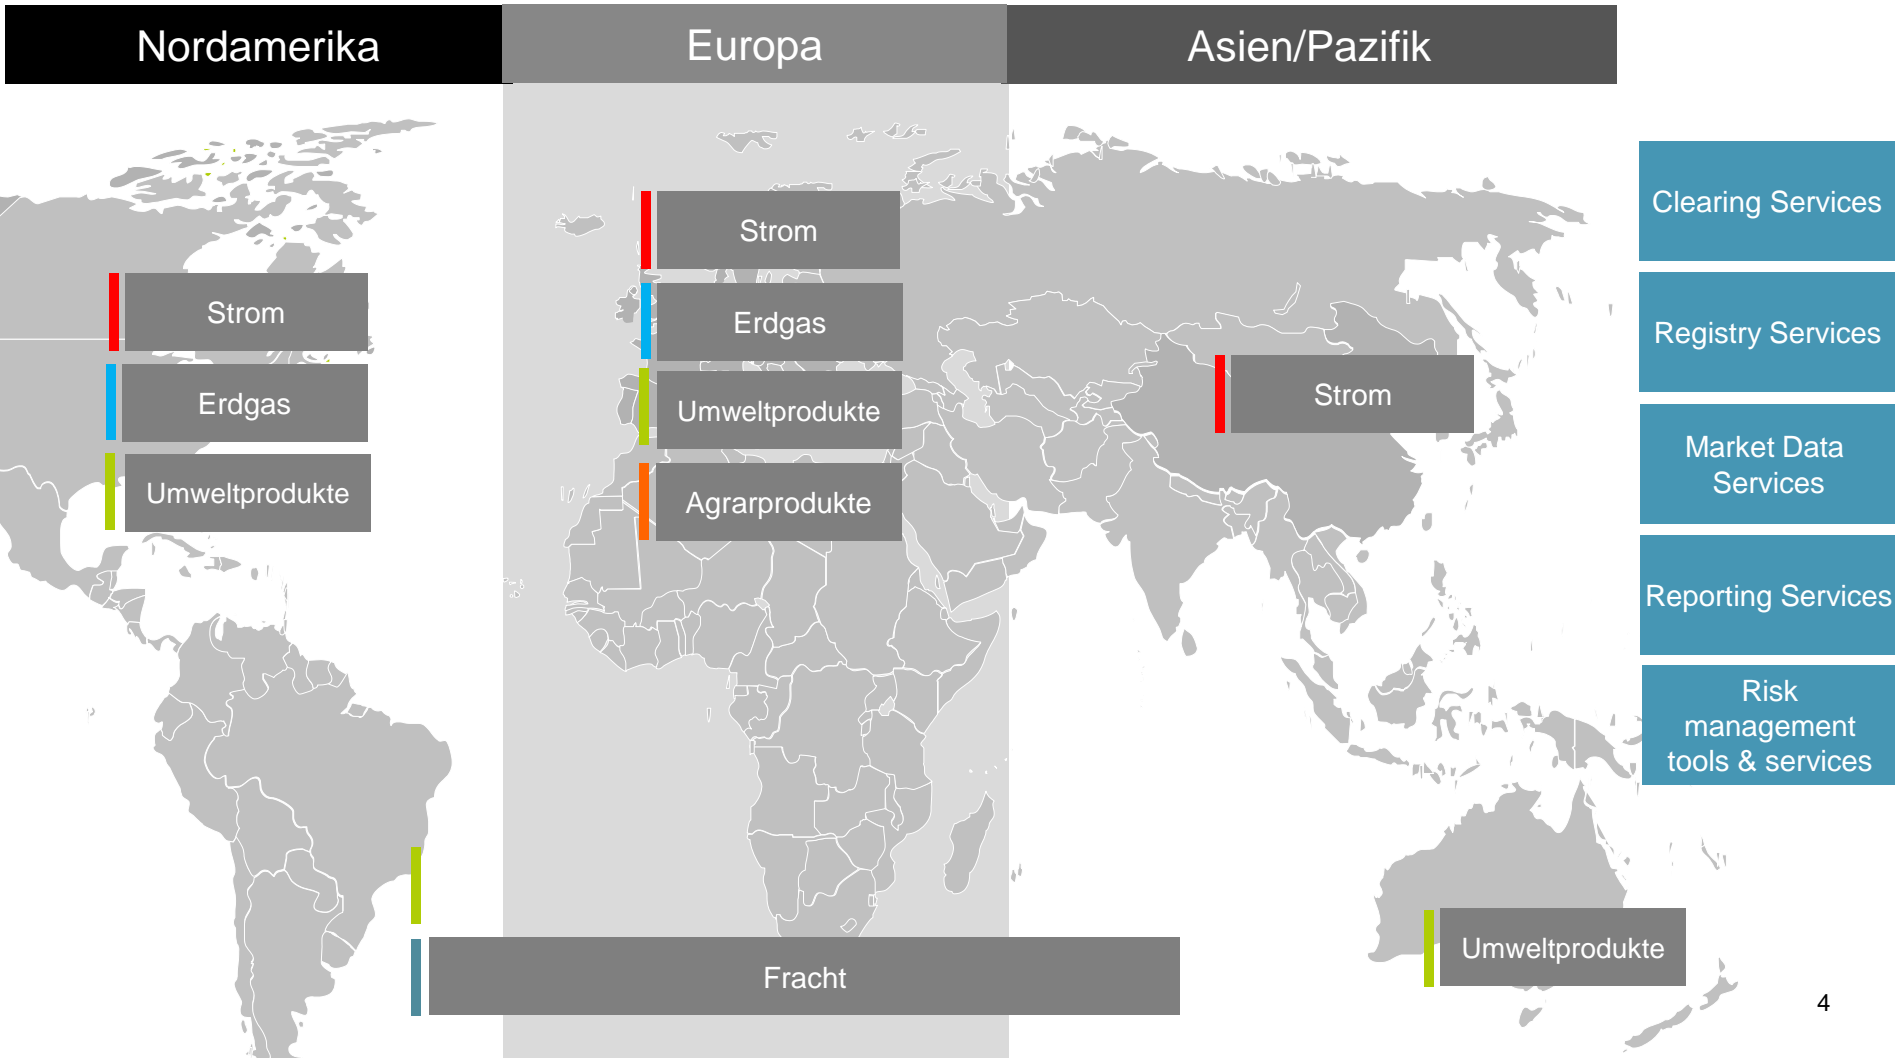 Nordamerika
Europa
Asien/Pazifik
Strom
Erdgas
Umweltprodukte
Strom
Erdgas
Umweltprodukte
Agrarprodukte
Strom
Umweltprodukte
Fracht
Clearing Services
Registry Services
Market Data
Services
Reporting Services
Risk
management
tools & services
4